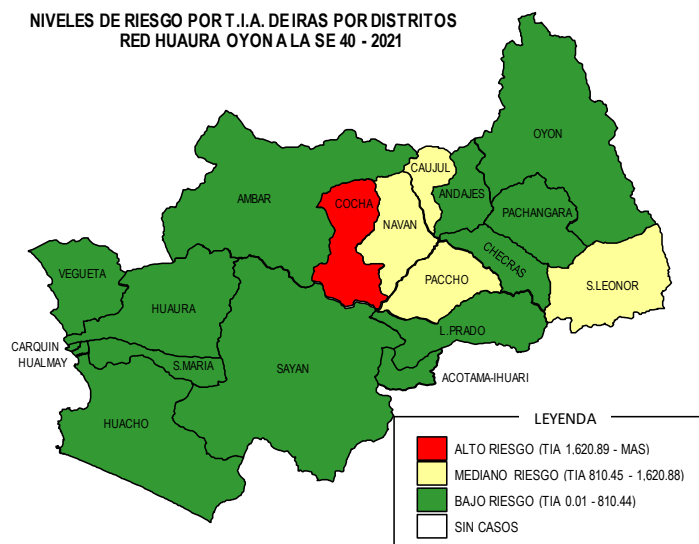 NIVELES DE RIESGO POR T.I.A. DE IRAS POR DISTRITOS
RED HUAURA OYON A LA SE 40 - 2021
OYON
CAUJUL
AMBAR
COCHA
ANDAJES
PACHANGARA
NAVAN
CHECRAS
VEGUETA
PACCHO
S.LEONOR
HUAURA
L.PRADO
CARQUIN
HUALMAY
S.MARIA
SAYAN
ACOTAMA-IHUARI
HUACHO
LEYENDA
ALTO RIESGO (TIA 1,620.89 - MAS)
MEDIANO RIESGO (TIA 810.45 - 1,620.88)
BAJO RIESGO (TIA 0.01 - 810.44)
SIN CASOS